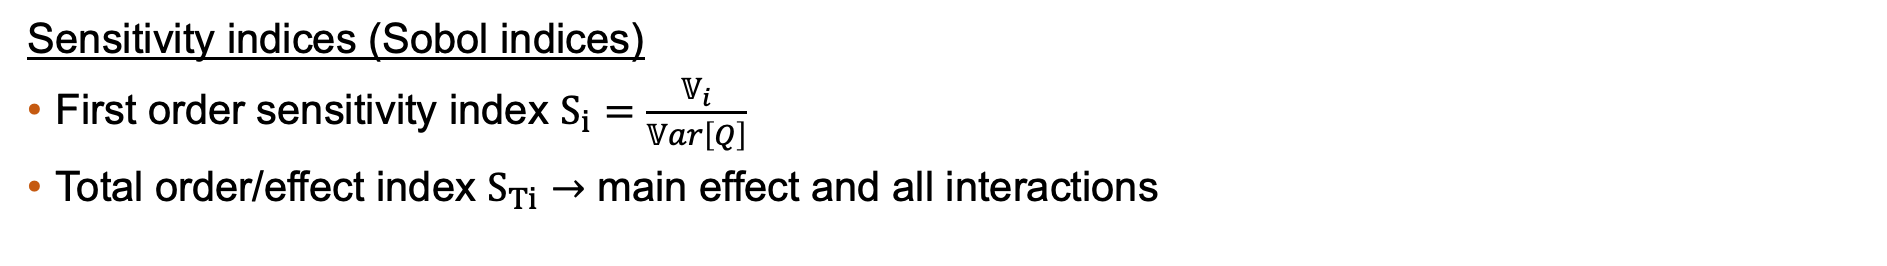 Sensitivity indices (Sobol indices)
• First order sensitivity index Sᵢ = 𝕍ᵢ / 𝕍ar[Q]
• Total order/effect index S_Ti → main effect and all interactions